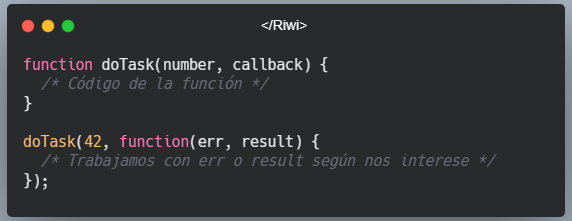 </Riwi>
function doTask(number, callback) {
  /* Código de la función */
}

doTask(42, function(err, result) {
  /* Trabajamos con err o result según nos interese */
});